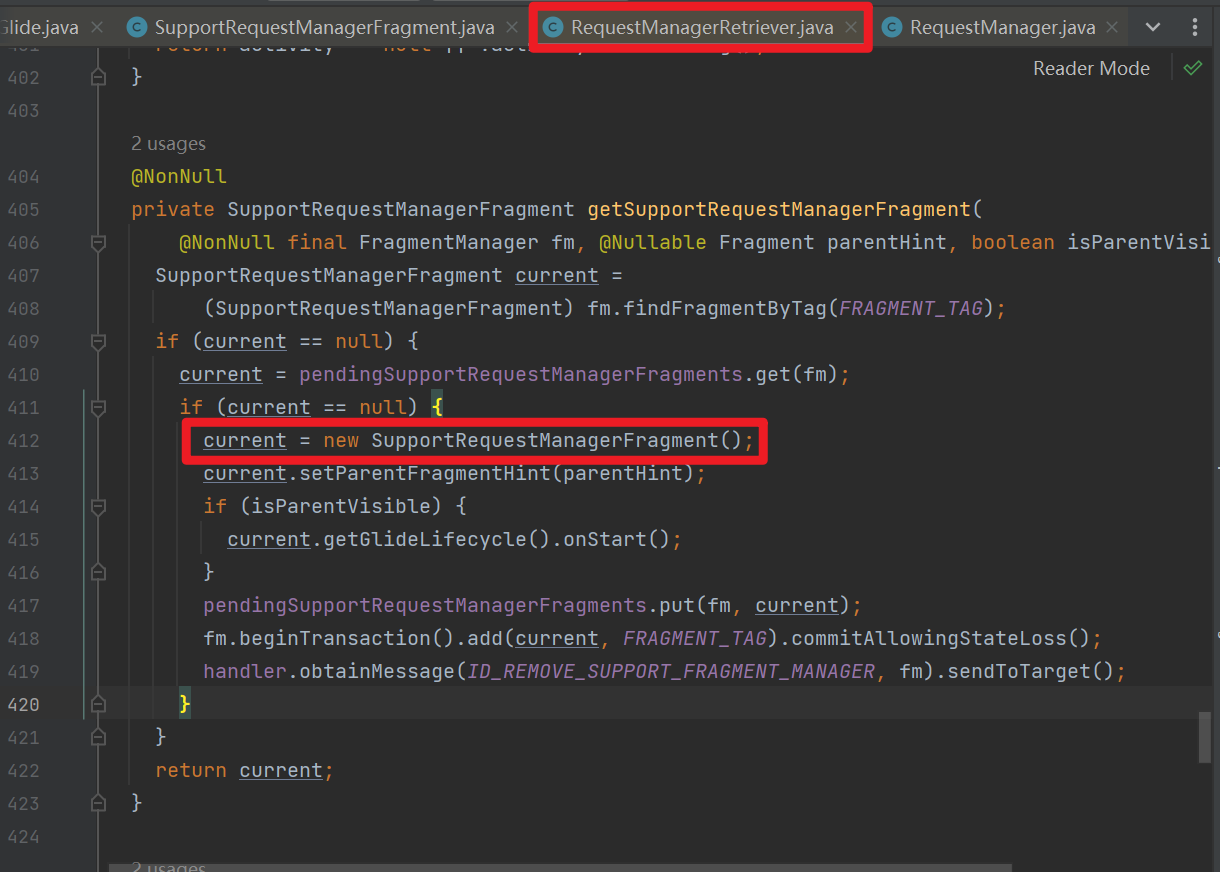 Glide.java SupportRequestManagerFragment.java RequestManagerRetriever.java RequestManager.java
401 return activity
402 }
Reader Mode
403
2 usages
404 @NonNull
405 private SupportRequestManagerFragment getSupportRequestManagerFragment(
406 @NonNull final FragmentManager fm, @Nullable Fragment parentHint, boolean isParentVisi
407 SupportRequestManagerFragment current =
408 (SupportRequestManagerFragment) fm.findFragmentByTag(FRAGMENT_TAG);
409 if (current == null) {
410 current = pendingSupportRequestManagerFragments.get(fm);
411 if (current == null) {
412 current = new SupportRequestManagerFragment();
413 current.setParentFragmentHint(parentHint);
414 if (isParentVisible) {
415 current.getGlideLifecycle().onStart();
416 }
417 pendingSupportRequestManagerFragments.put(fm, current);
418 fm.beginTransaction().add(current, FRAGMENT_TAG).commitAllowingStateLoss();
419 handler.obtainMessage(ID_REMOVE_SUPPORT_FRAGMENT_MANAGER, fm).sendToTarget();
420 }
421 }
422 return current;
423 }
424
2 usages